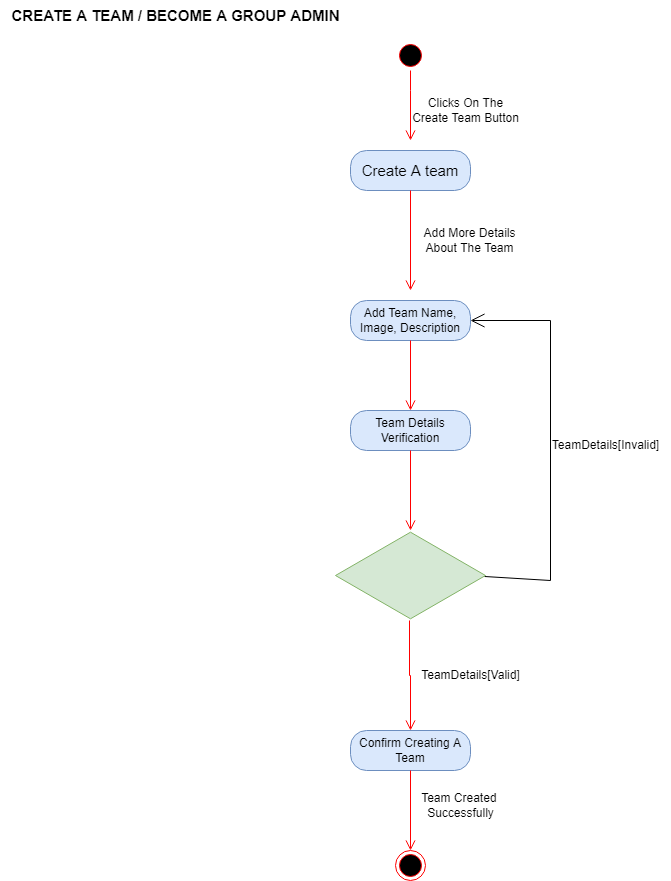 CREATE A TEAM / BECOME A GROUP ADMIN
Clicks On The
Create Team Button
Create A team
Add More Details
About The Team
Add Team Name,
Image, Description
Team Details
Verification
TeamDetails[Invalid]
TeamDetails[Valid]
Confirm Creating A
Team
Team Created
Successfully